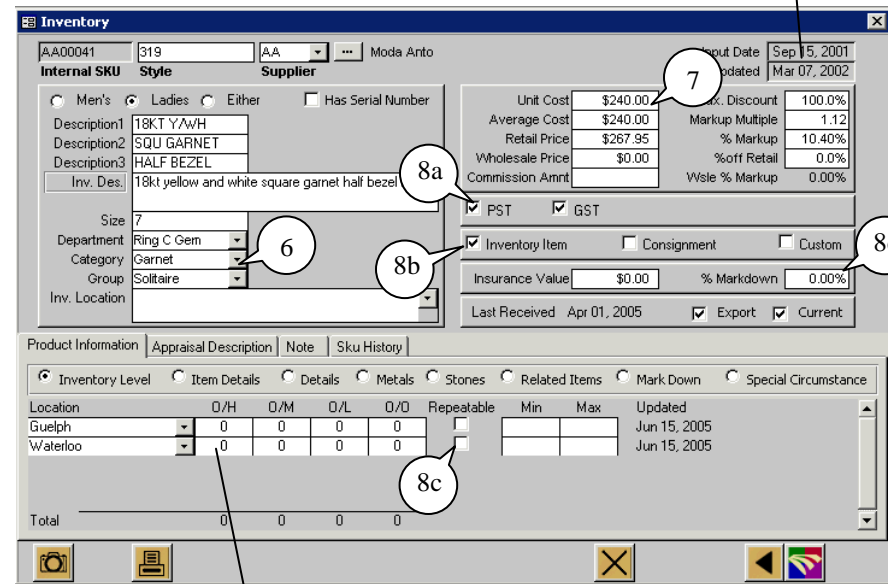 Inventory
AA00041 319 AA ... Moda Anto
Internal SKU Style Supplier
Input Date Sep 15, 2001
Updated Mar 07, 2002
7
Men's Ladies Either Has Serial Number
Description1 18KT Y/WH
Description2 SQU GARNET
Description3 HALF BEZEL
Inv. Des. 18kt yellow and white square garnet half bezel
Size 7
Department Ring C Gem
Category Garnet
Group Solitaire
Inv. Location
6
8a
8b
Unit Cost $240.00 Max. Discount 100.0%
Average Cost $240.00 Markup Multiple 1.12
Retail Price $267.95 % Markup 10.40%
Wholesale Price $0.00 %off Retail 0.0%
Commission Amnt Wsle % Markup 0.00%
PST GST
Inventory Item Consignment Custom
Insurance Value $0.00 % Markdown 0.00%
Last Received Apr 01, 2005 Export Current
Product Information Appraisal Description Note Sku History
Inventory Level Item Details Details Metals Stones Related Items Mark Down Special Circumstance
Location O/H O/M O/L O/O Repeatable Min Max Updated
Guelph 0 0 0 0 Jun 15, 2005
Waterloo 0 0 0 0 Jun 15, 2005
8c
Total 0 0 0 0